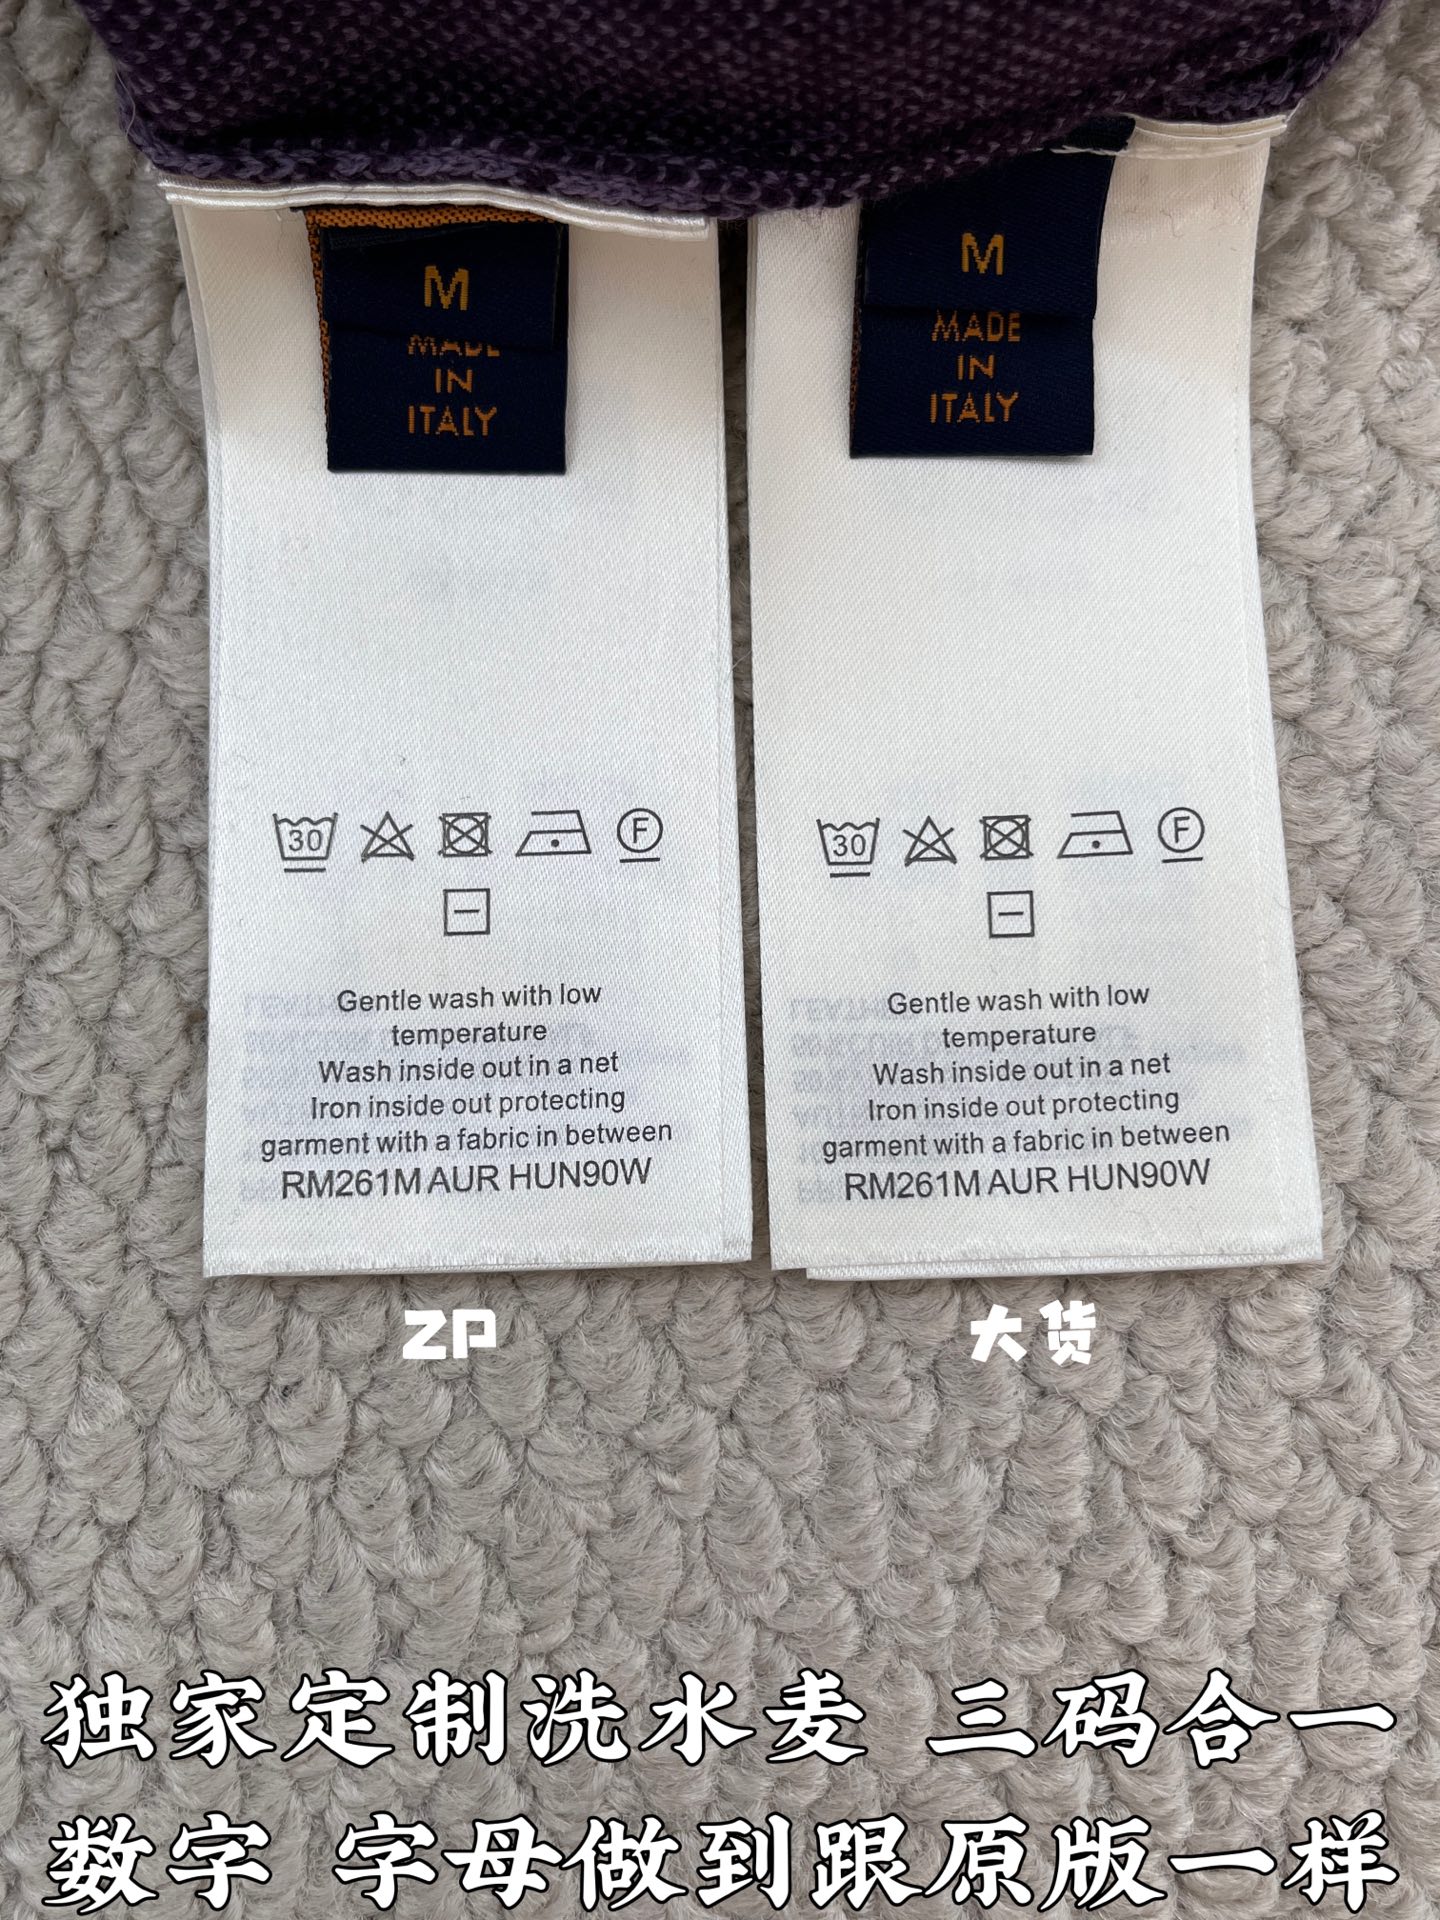 M
MADE
IN
ITALY
M
MADE
IN
ITALY
30
F
30
F
Gentle wash with low
temperature
Wash inside out in a net
Iron inside out protecting
garment with a fabric in between
RM261M AUR HUN90W
Gentle wash with low
temperature
Wash inside out in a net
Iron inside out protecting
garment with a fabric in between
RM261M AUR HUN90W
ZP
大货
独家定制洗水麦 三码合一
数字 字母做到跟原版一样